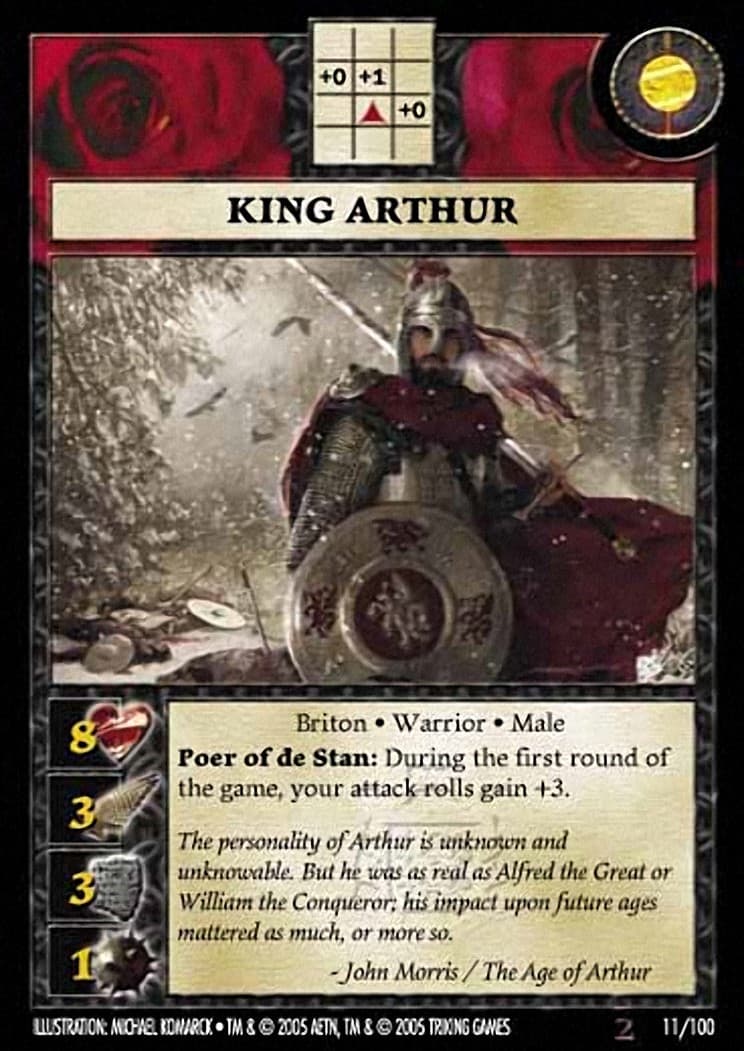 +0 +1
+0
KING ARTHUR
Briton • Warrior • Male
8
Poer of de Stan: During the first round of
the game, your attack rolls gain +3.
3
The personality of Arthur is unknown and
unknowable. But he was as real as Alfred the Great or
3
William the Conqueror; his impact upon future ages
mattered as much, or more so.
1
- John Morris / The Age of Arthur
ILLUSTRATION: MICHAEL KOMARCK • TM & © 2005 AETN, TM & © 2005 TRIKING GAMES 2 11/100